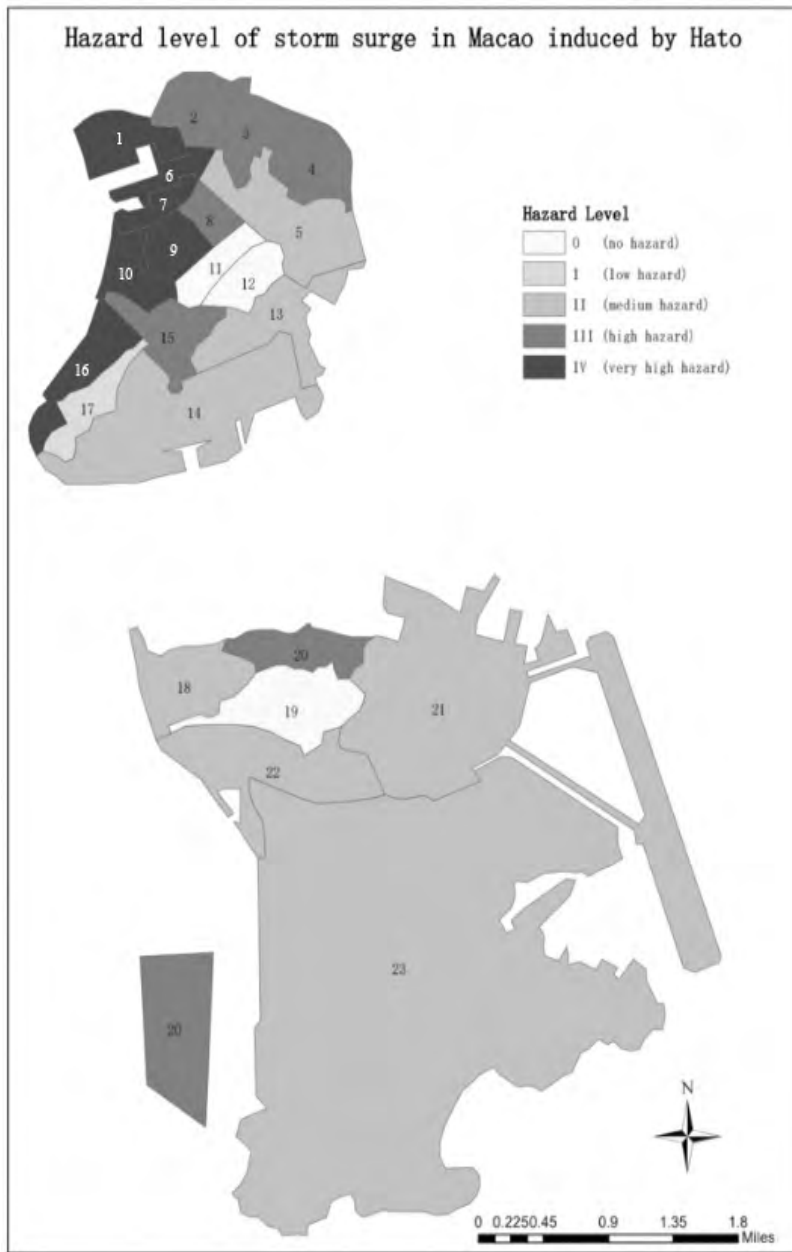 Hazard level of storm surge in Macao induced by Hato
1
2
3
4
6
7
8
5
9
10
11
12
13
15
16
17
14
Hazard Level
0 (no hazard)
I (low hazard)
II (medium hazard)
III (high hazard)
IV (very high hazard)
20
18
19
21
22
23
20
N
0 0.2250.45 0.9 1.35 1.8
Miles